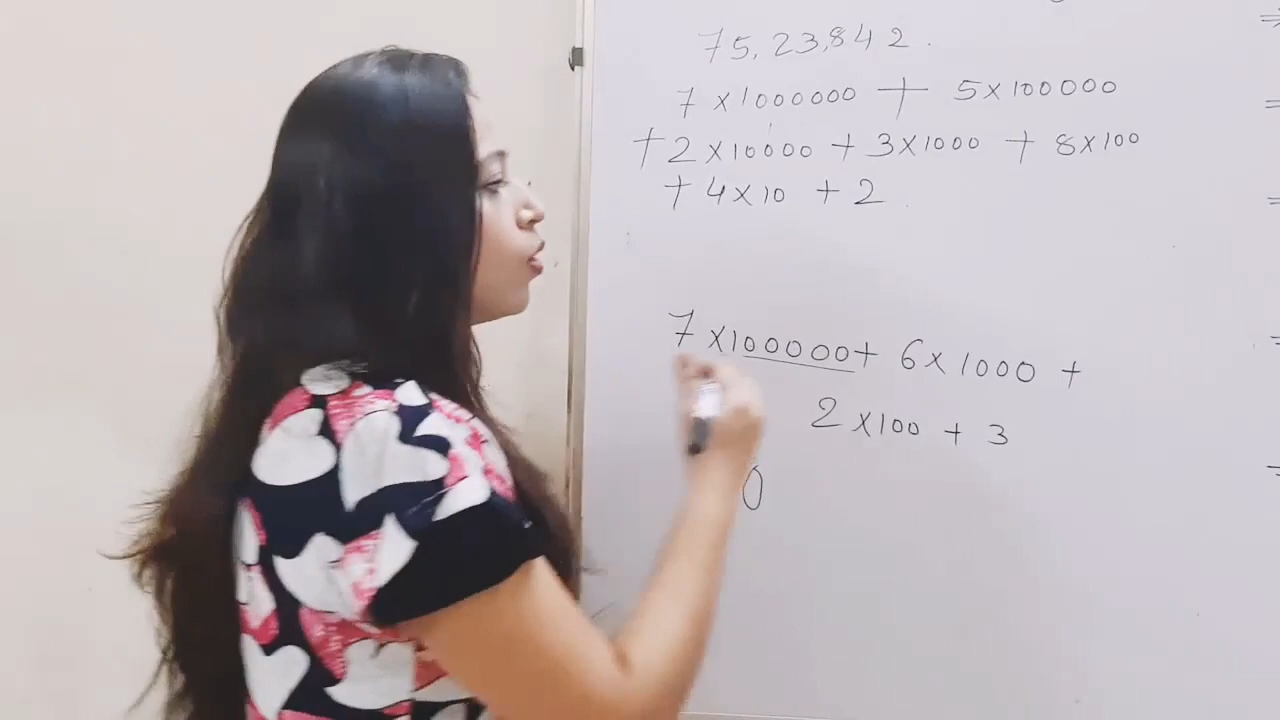 75,23,842.
7 x 1000000 + 5 x 100000
+ 2 x 10000 + 3 x 1000 + 8 x 100
+ 4 x 10 + 2
7 x 100000 + 6 x 1000 +
2 x 100 + 3
0